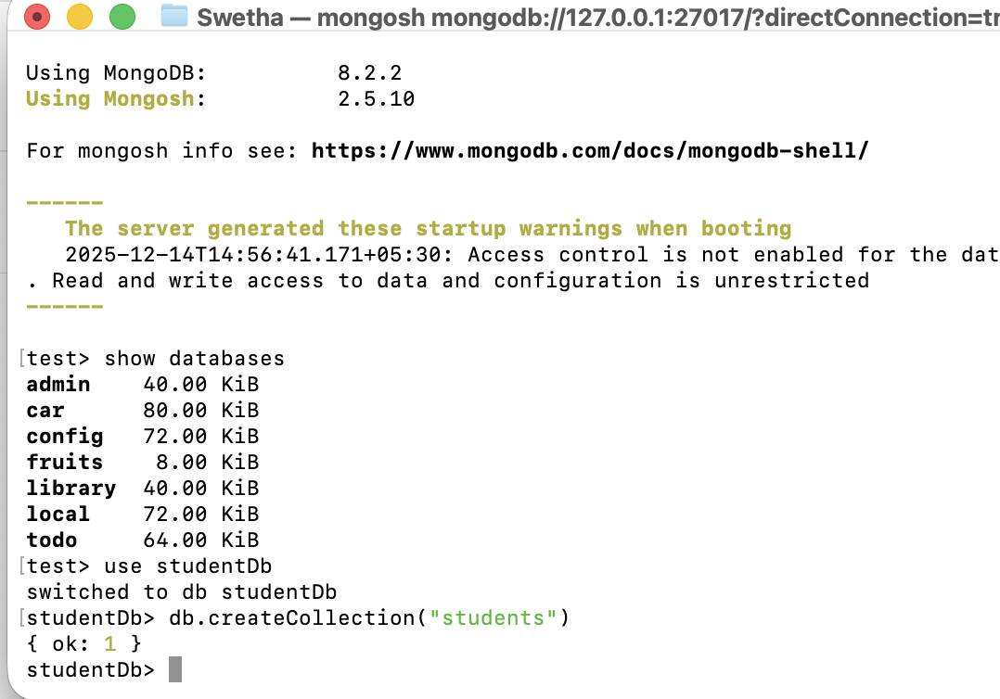 Swetha — mongosh mongodb://127.0.0.1:27017/?directConnection=tr
Using MongoDB: 8.2.2
Using Mongosh: 2.5.10
For mongosh info see: https://www.mongodb.com/docs/mongodb-shell/
------
The server generated these startup warnings when booting
2025-12-14T14:56:41.171+05:30: Access control is not enabled for the dat
. Read and write access to data and configuration is unrestricted
------
[test> show databases
admin 40.00 KiB
car 80.00 KiB
config 72.00 KiB
fruits 8.00 KiB
library 40.00 KiB
local 72.00 KiB
todo 64.00 KiB
[test> use studentDb
switched to db studentDb
[studentDb> db.createCollection("students")
{ ok: 1 }
studentDb>